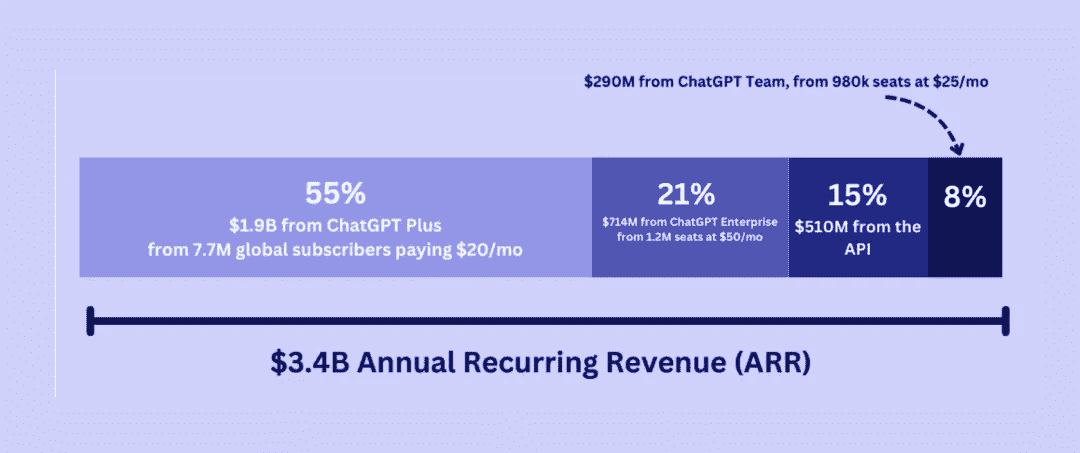 $290M from ChatGPT Team, from 980k seats at $25/mo
55%
$1.9B from ChatGPT Plus
from 7.7M global subscribers paying $20/mo
21%
$714M from ChatGPT Enterprise
from 1.2M seats at $50/mo
15%
$510M from the
API
8%
$3.4B Annual Recurring Revenue (ARR)